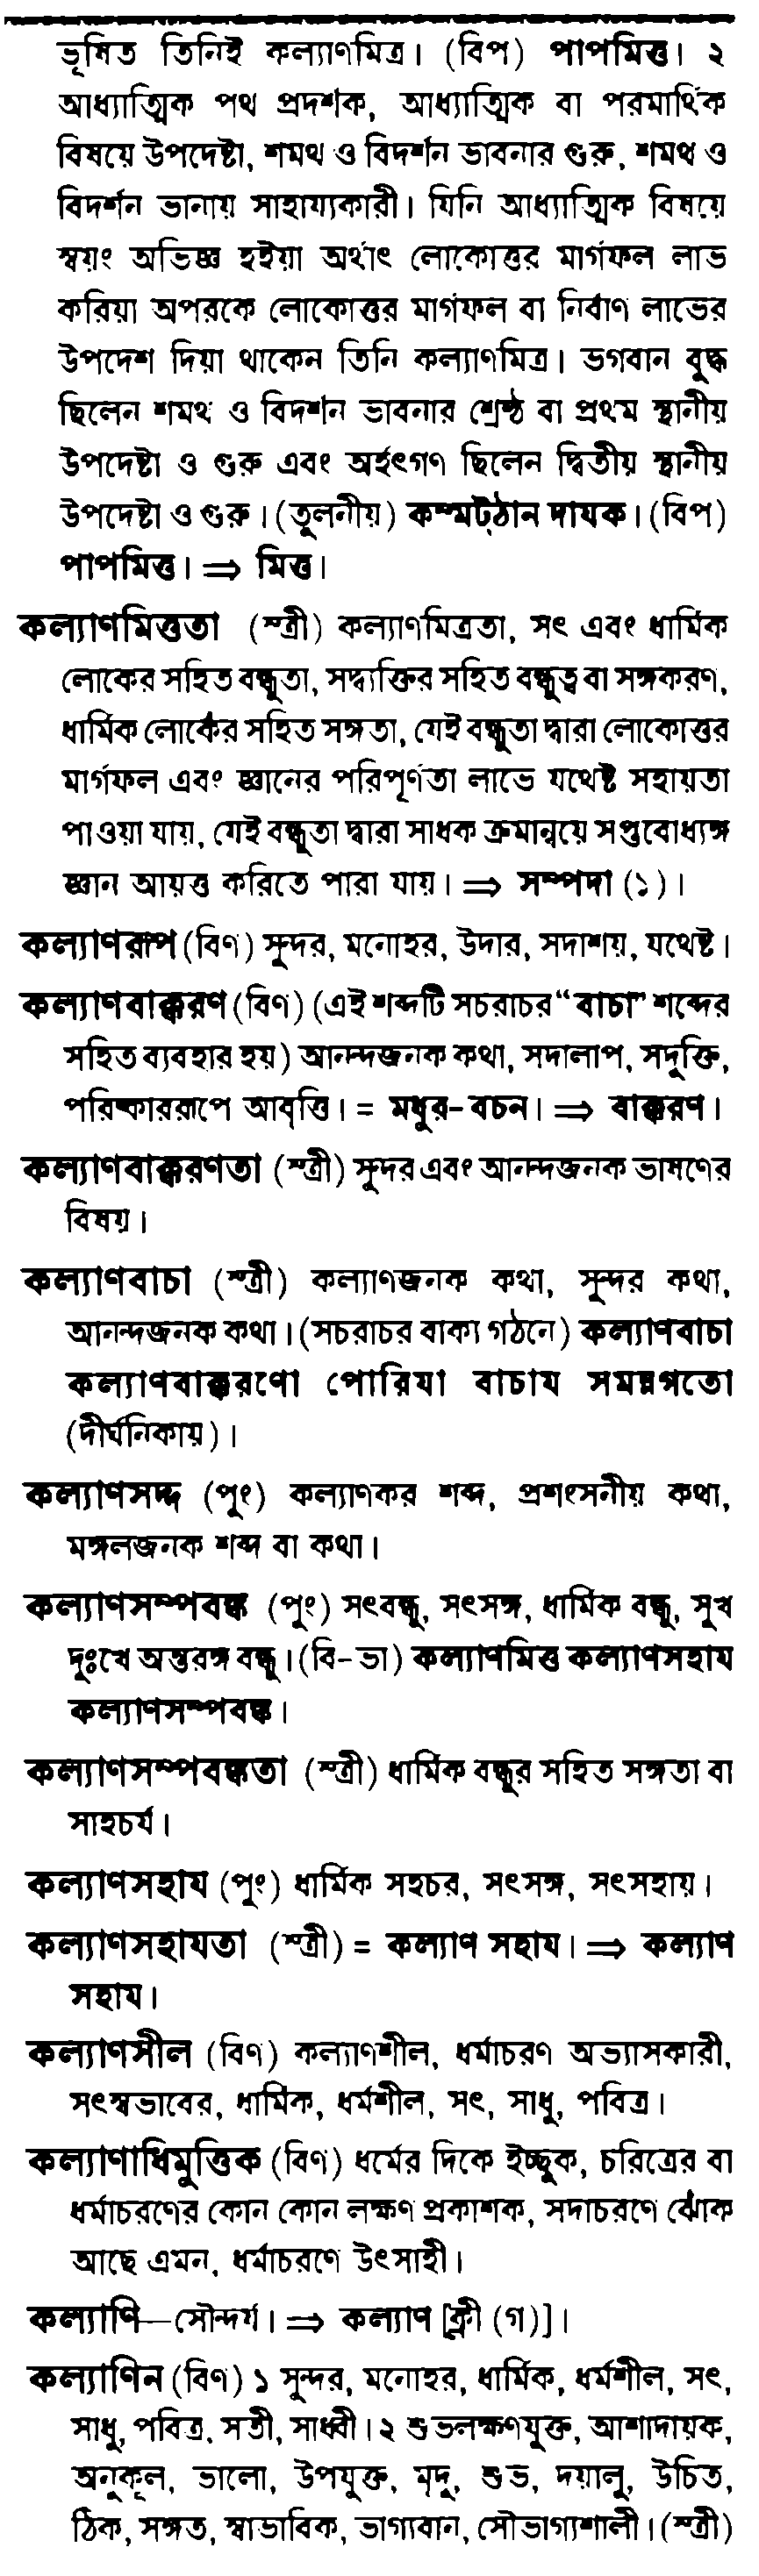 ভূষিত তিনিই কল্যাণমিত্র। (বিপ) পাপমিত্ত। ২
আধ্যাত্মিক পথ প্রদর্শক, আধ্যাত্মিক বা পরমার্থিক
বিষয়ে উপদেষ্টা, শমথ ও বিদর্শন ভাবনার গুরু, শমথ ও
বিদর্শন ভানায় সাহায্যকারী। যিনি আধ্যাত্মিক বিষয়ে
স্বয়ং অভিজ্ঞ হইয়া অর্থাৎ লোকোত্তর মার্গফল লাভ
করিয়া অপরকে লোকোত্তর মার্গফল বা নির্বাণ লাভের
উপদেশ দিয়া থাকেন তিনি কল্যাণমিত্র। ভগবান বুদ্ধ
ছিলেন শমথ ও বিদর্শন ভাবনার শ্রেষ্ঠ বা প্রথম স্থানীয়
উপদেষ্টা ও গুরু এবং অর্হৎগণ ছিলেন দ্বিতীয় স্থানীয়
উপদেষ্টা ও গুরু। (তুলনীয়) কম্মট্ঠান দাযক। (বিপ)
পাপমিত্ত। ⇒ মিত্ত।
কল্যাণমিত্ততা (স্ত্রী) কল্যাণমিত্রতা, সৎ এবং ধার্মিক
লোকের সহিত বন্ধুতা, সদ্ব্যক্তির সহিত বন্ধুত্ব বা সঙ্গকরণ,
ধার্মিক লোকের সহিত সঙ্গতা, যেই বন্ধুতা দ্বারা লোকোত্তর
মার্গফল এবং জ্ঞানের পরিপূর্ণতা লাভে যথেষ্ট সহায়তা
পাওয়া যায়, যেই বন্ধুতা দ্বারা সাধক ক্রমান্বয়ে সপ্তবোধ্যঙ্গ
জ্ঞান আয়ত্ত করিতে পারা যায়। ⇒ সম্পদা (১)।
কল্যাণরূপ (বিণ) সুন্দর, মনোহর, উদার, সদাশয়, যথেষ্ট।
কল্যাণবাক্করণ (বিণ) (এই শব্দটি সচরাচর “বাচা” শব্দের
সহিত ব্যবহার হয়) আনন্দজনক কথা, সদালাপ, সদুক্তি,
পরিষ্কাররূপে আবৃত্তি। = মধুর-বচন। ⇒ বাক্করণ।
কল্যাণবাক্করণতা (স্ত্রী) সুন্দর এবং আনন্দজনক ভাষণের
বিষয়।
কল্যাণবাচা (স্ত্রী) কল্যাণজনক কথা, সুন্দর কথা,
আনন্দজনক কথা। (সচরাচর বাক্য গঠনে) কল্যাণবাচা
কল্যাণবাক্করণো পোরিযা বাচায সমন্নগতো
(দীর্ঘনিকায়)।
কল্যাণসদ্দ (পুং) কল্যাণকর শব্দ, প্রশংসনীয় কথা,
মঙ্গলজনক শব্দ বা কথা।
কল্যাণসম্পবঙ্ক (পুং) সৎবন্ধু, সৎসঙ্গ, ধার্মিক বন্ধু, সুখ
দুঃখে অন্তরঙ্গ বন্ধু। (বি-ভা) কল্যাণমিত্ত কল্যাণসহায
কল্যাণসম্পবঙ্ক।
কল্যাণসম্পবঙ্কতা (স্ত্রী) ধার্মিক বন্ধুর সহিত সঙ্গতা বা
সাহচর্য।
কল্যাণসহায (পুং) ধার্মিক সহচর, সৎসঙ্গ, সৎসহায়।
কল্যাণসহাযতা (স্ত্রী) = কল্যাণ সহায। ⇒ কল্যাণ
সহায।
কল্যাণসীল (বিণ) কল্যাণশীল, ধর্মাচরণ অভ্যাসকারী,
সৎস্বভাবের, ধার্মিক, ধর্মশীল, সৎ, সাধু, পবিত্র।
কল্যাণাধিমুত্তিক (বিণ) ধর্মের দিকে ইচ্ছুক, চরিত্রের বা
ধর্মাচরণের কোন কোন লক্ষণ প্রকাশক, সদাচরণে ঝোঁক
আছে এমন, ধর্মাচরণে উৎসাহী।
কল্যাণি—সৌন্দর্য। ⇒ কল্যাণ [ক্লী (গ)]।
কল্যাণিন (বিণ) ১ সুন্দর, মনোহর, ধার্মিক, ধর্মশীল, সৎ,
সাধু, পবিত্র, সতী, সাধ্বী। ২ শুভলক্ষণযুক্ত, আশাদায়ক,
অনুকূল, ভালো, উপযুক্ত, মৃদু, শুভ, দয়ালু, উচিত,
ঠিক, সঙ্গত, স্বাভাবিক, ভাগ্যবান, সৌভাগ্যশালী। (স্ত্রী)